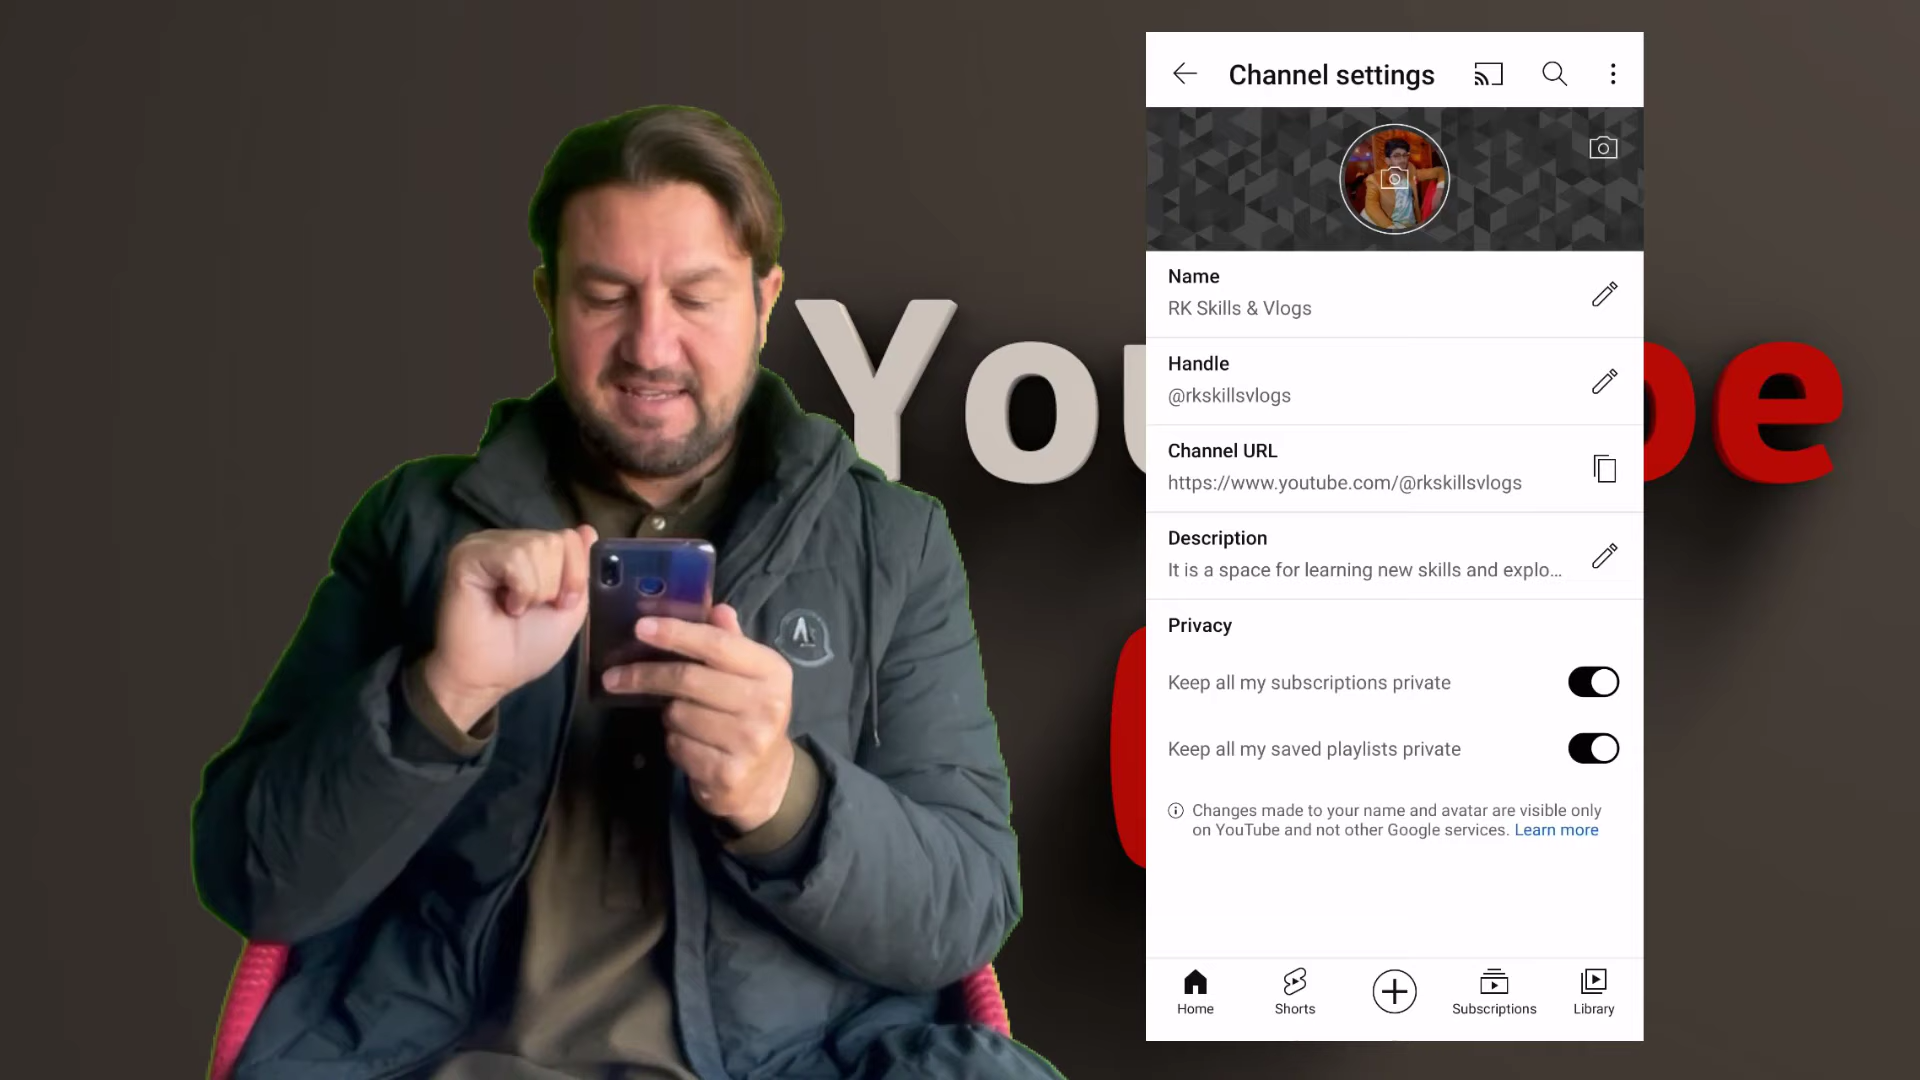 Channel settings
You
be
Name
RK Skills & Vlogs
Handle
@rkskillsvlogs
Channel URL
https://www.youtube.com/@rkskillsvlogs
Description
It is a space for learning new skills and explo...
Privacy
Keep all my subscriptions private
Keep all my saved playlists private
Changes made to your name and avatar are visible only
on YouTube and not other Google services. Learn more
Home
Shorts
Subscriptions
Library